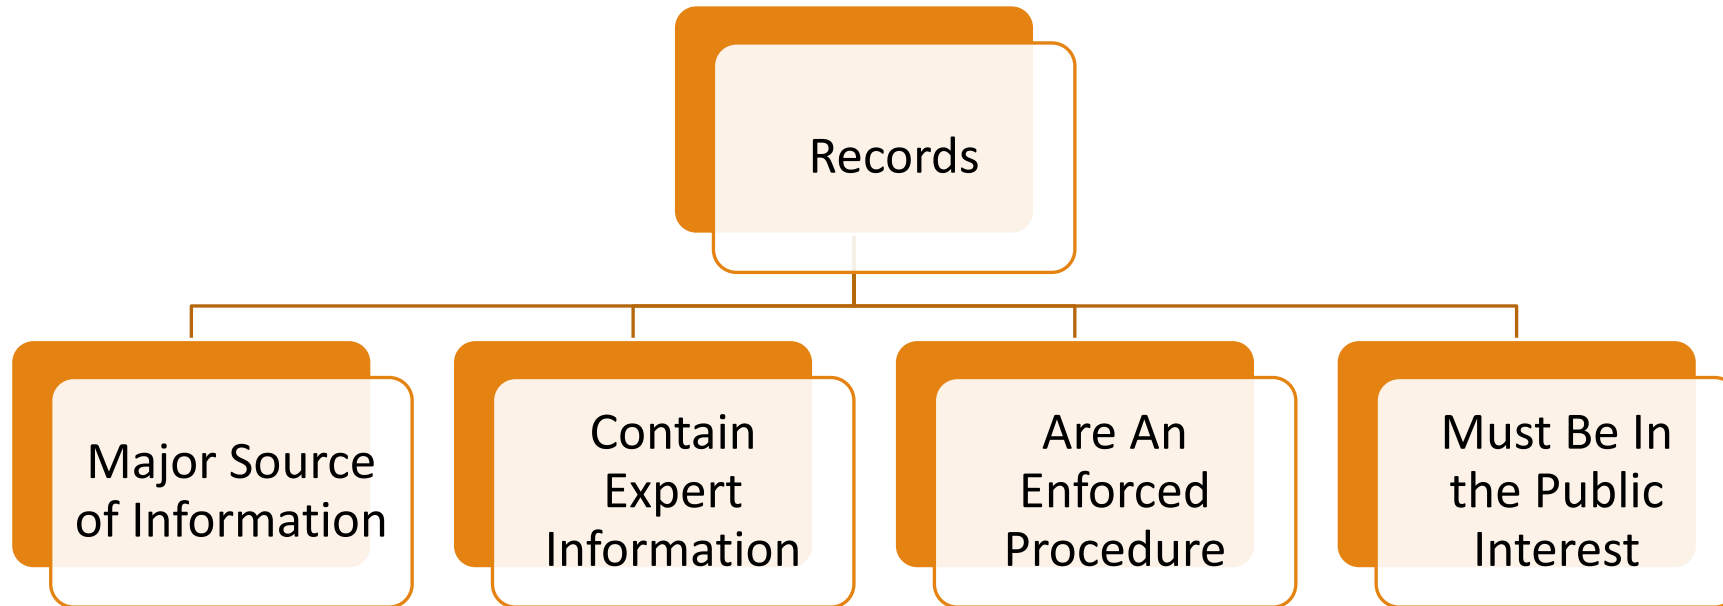 Records
Major Source
of Information
Contain
Expert
Information
Are An
Enforced
Procedure
Must Be In
the Public
Interest